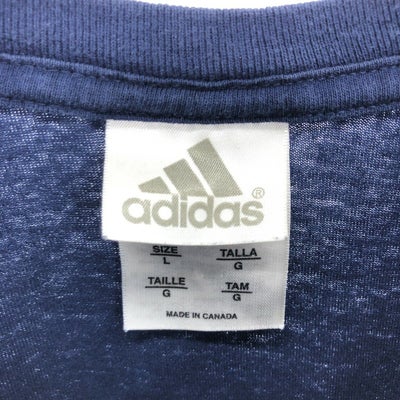 adidas®
SIZE TALLA
L G
TAILLE TAM
G G
MADE IN CANADA